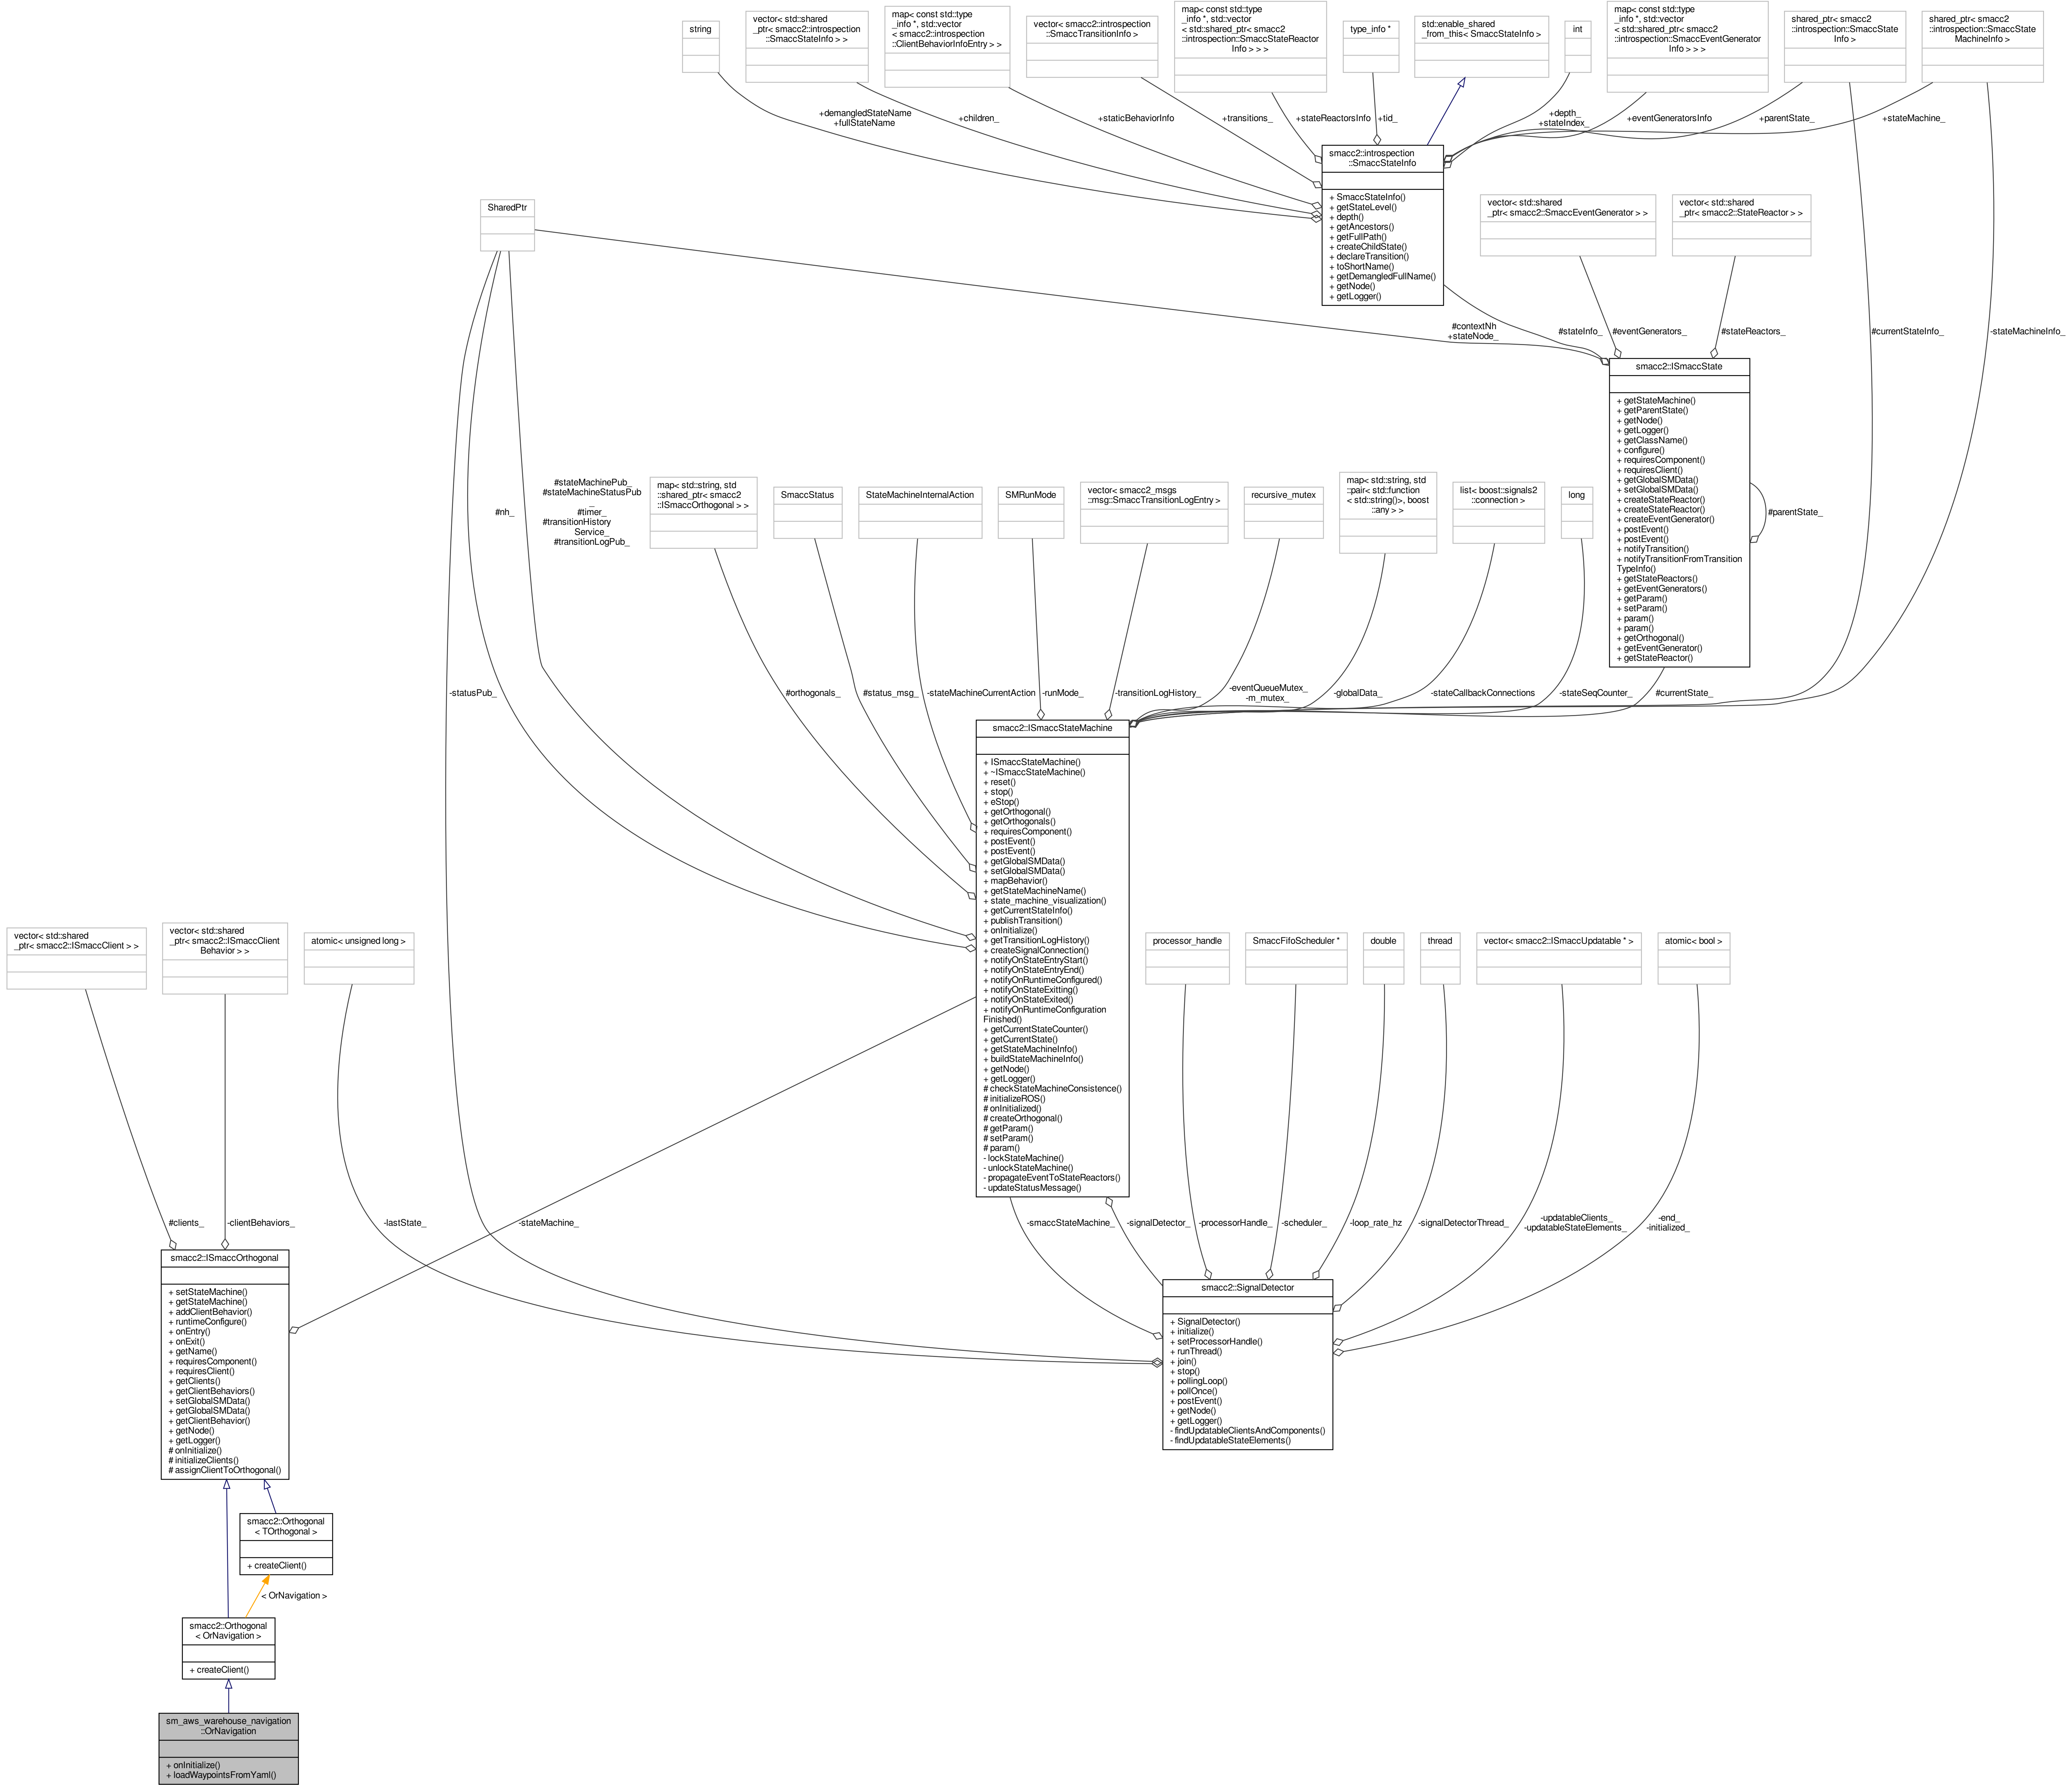 string
vector< std::shared
_ptr< smacc2::introspection
::SmaccStateInfo > >
map< const std::type
_info *, std::vector
< smacc2::introspection
::ClientBehaviorInfoEntry > >
vector< smacc2::introspection
::SmaccTransitionInfo >
map< const std::type
_info *, std::vector
< std::shared_ptr< smacc2
::introspection::SmaccStateReactor
Info > > >
type_info *
std::enable_shared
_from_this< SmaccStateInfo >
int
map< const std::type
_info *, std::vector
< std::shared_ptr< smacc2
::introspection::SmaccEventGenerator
Info > > >
shared_ptr< smacc2
::introspection::SmaccState
Info >
shared_ptr< smacc2
::introspection::SmaccState
MachineInfo >
+demangledStateName
+fullStateName
+children_
+staticBehaviorInfo
+transitions_
+stateReactorsInfo
+tid_
+depth_
+stateIndex_
+eventGeneratorsInfo
+parentState_
+stateMachine_
smacc2::introspection
::SmaccStateInfo
+ SmaccStateInfo()
+ getStateLevel()
+ depth()
+ getAncestors()
+ getFullPath()
+ createChildState()
+ declareTransition()
+ toShortName()
+ getDemangledFullName()
+ getNode()
+ getLogger()
SharedPtr
vector< std::shared
_ptr< smacc2::SmaccEventGenerator > >
vector< std::shared
_ptr< smacc2::StateReactor > >
#contextNh
+stateNode_
#stateInfo_
#eventGenerators_
#stateReactors_
#currentStateInfo_
-stateMachineInfo_
smacc2::ISmaccState
+ getStateMachine()
+ getParentState()
+ getNode()
+ getLogger()
+ getClassName()
+ configure()
+ requiresComponent()
+ requiresClient()
+ getGlobalSMData()
+ setGlobalSMData()
+ createStateReactor()
+ createStateReactor()
+ createEventGenerator()
+ postEvent()
+ postEvent()
+ notifyTransition()
+ notifyTransitionFromTransition
TypeInfo()
+ getStateReactors()
+ getEventGenerators()
+ getParam()
+ setParam()
+ param()
+ param()
+ getOrthogonal()
+ getEventGenerator()
+ getStateReactor()
#parentState_
#nh_
#stateMachinePub_
#stateMachineStatusPub
_
#timer_
#transitionHistory
Service_
#transitionLogPub_
map< std::string, std
::shared_ptr< smacc2
::ISmaccOrthogonal > >
SmaccStatus
StateMachineInternalAction
SMRunMode
vector< smacc2_msgs
::msg::SmaccTransitionLogEntry >
recursive_mutex
map< std::string, std
::pair< std::function
< std::string()>, boost
::any > >
list< boost::signals2
::connection >
long
-statusPub_
#orthogonals_
#status_msg_
-stateMachineCurrentAction
-runMode_
-transitionLogHistory_
-eventQueueMutex_
-m_mutex_
-globalData_
-stateCallbackConnections
-stateSeqCounter_
#currentState_
smacc2::ISmaccStateMachine
+ ISmaccStateMachine()
+ ~ISmaccStateMachine()
+ reset()
+ stop()
+ eStop()
+ getOrthogonal()
+ getOrthogonals()
+ requiresComponent()
+ postEvent()
+ postEvent()
+ getGlobalSMData()
+ setGlobalSMData()
+ mapBehavior()
+ getStateMachineName()
+ state_machine_visualization()
+ getCurrentStateInfo()
+ publishTransition()
+ onInitialize()
+ getTransitionLogHistory()
+ createSignalConnection()
+ notifyOnStateEntryStart()
+ notifyOnStateEntryEnd()
+ notifyOnRuntimeConfigured()
+ notifyOnStateExitting()
+ notifyOnStateExited()
+ notifyOnRuntimeConfiguration
Finished()
+ getCurrentStateCounter()
+ getCurrentState()
+ getStateMachineInfo()
+ buildStateMachineInfo()
+ getNode()
+ getLogger()
# checkStateMachineConsistence()
# initializeROS()
# onInitialized()
# createOrthogonal()
# getParam()
# setParam()
# param()
- lockStateMachine()
- unlockStateMachine()
- propagateEventToStateReactors()
- updateStatusMessage()
vector< std::shared
_ptr< smacc2::ISmaccClient > >
vector< std::shared
_ptr< smacc2::ISmaccClient
Behavior > >
atomic< unsigned long >
processor_handle
SmaccFifoScheduler *
double
thread
vector< smacc2::ISmaccUpdatable * >
atomic< bool >
#clients_
-clientBehaviors_
-lastState_
-stateMachine_
-smaccStateMachine_
-signalDetector_
-processorHandle_
-scheduler_
-loop_rate_hz
-signalDetectorThread_
-updatableClients_
-updatableStateElements_
-end_
-initialized_
smacc2::ISmaccOrthogonal
+ setStateMachine()
+ getStateMachine()
+ addClientBehavior()
+ runtimeConfigure()
+ onEntry()
+ onExit()
+ getName()
+ requiresComponent()
+ requiresClient()
+ getClients()
+ getClientBehaviors()
+ setGlobalSMData()
+ getGlobalSMData()
+ getClientBehavior()
+ getNode()
+ getLogger()
# onInitialize()
# initializeClients()
# assignClientToOrthogonal()
smacc2::SignalDetector
+ SignalDetector()
+ initialize()
+ setProcessorHandle()
+ runThread()
+ join()
+ stop()
+ pollingLoop()
+ pollOnce()
+ postEvent()
+ getNode()
+ getLogger()
- findUpdatableClientsAndComponents()
- findUpdatableStateElements()
smacc2::Orthogonal
< TOrthogonal >
+ createClient()
< OrNavigation >
smacc2::Orthogonal
< OrNavigation >
+ createClient()
sm_aws_warehouse_navigation
::OrNavigation
+ onInitialize()
+ loadWaypointsFromYaml()